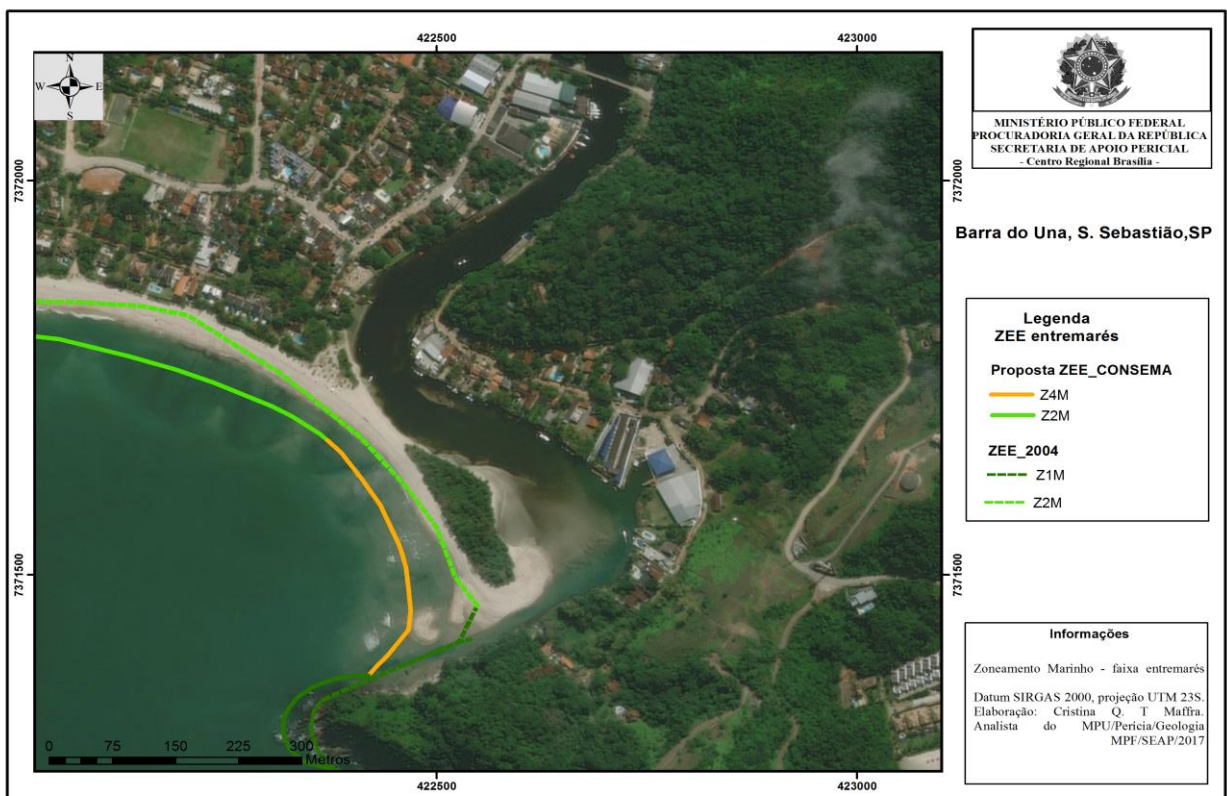 422500 423000
N
W E
S
7372000 7372000
7371500 7371500
0 75 150 225 300
Metros
422500 423000
MINISTÉRIO PÚBLICO FEDERAL
PROCURADORIA GERAL DA REPÚBLICA
SECRETARIA DE APOIO PERICIAL
- Centro Regional Brasília -
Barra do Una, S. Sebastião,SP
Legenda
ZEE entremarés
Proposta ZEE_CONSEMA
Z4M
Z2M
ZEE_2004
Z1M
Z2M
Informações
Zoneamento Marinho - faixa entremarés
Datum SIRGAS 2000, projeção UTM 23S.
Elaboração: Cristina Q. T Maffra.
Analista do MPU/Perícia/Geologia
MPF/SEAP/2017